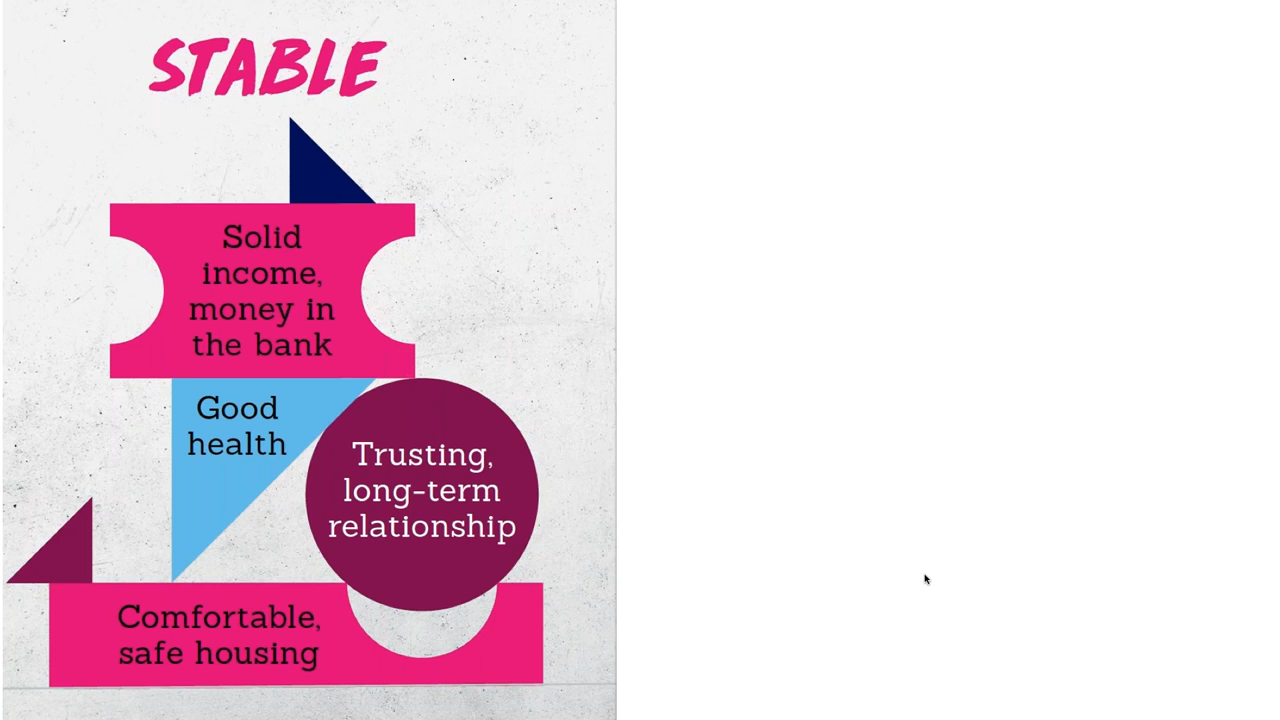 STABLE
Solid
income,
money in
the bank
Good
health
Trusting,
long-term
relationship
Comfortable,
safe housing